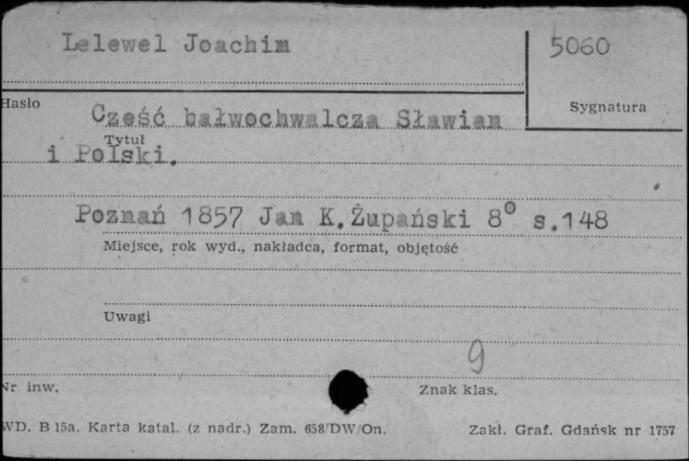 Lelewel Joachim
5060
Hasło
Sygnatura
Cześć bałwochwalcza Sławian
Tytuł
i Polski.
Poznań 1857 Jan K.Żupański 8° s.148
Miejsce, rok wyd., nakładca, format, objętość
Uwagi
9
Nr inw.
Znak klas.
WD. B 15a. Karta katal. (z nadr.) Zam. 658/DW/On.
Zakł. Graf. Gdańsk nr 1757